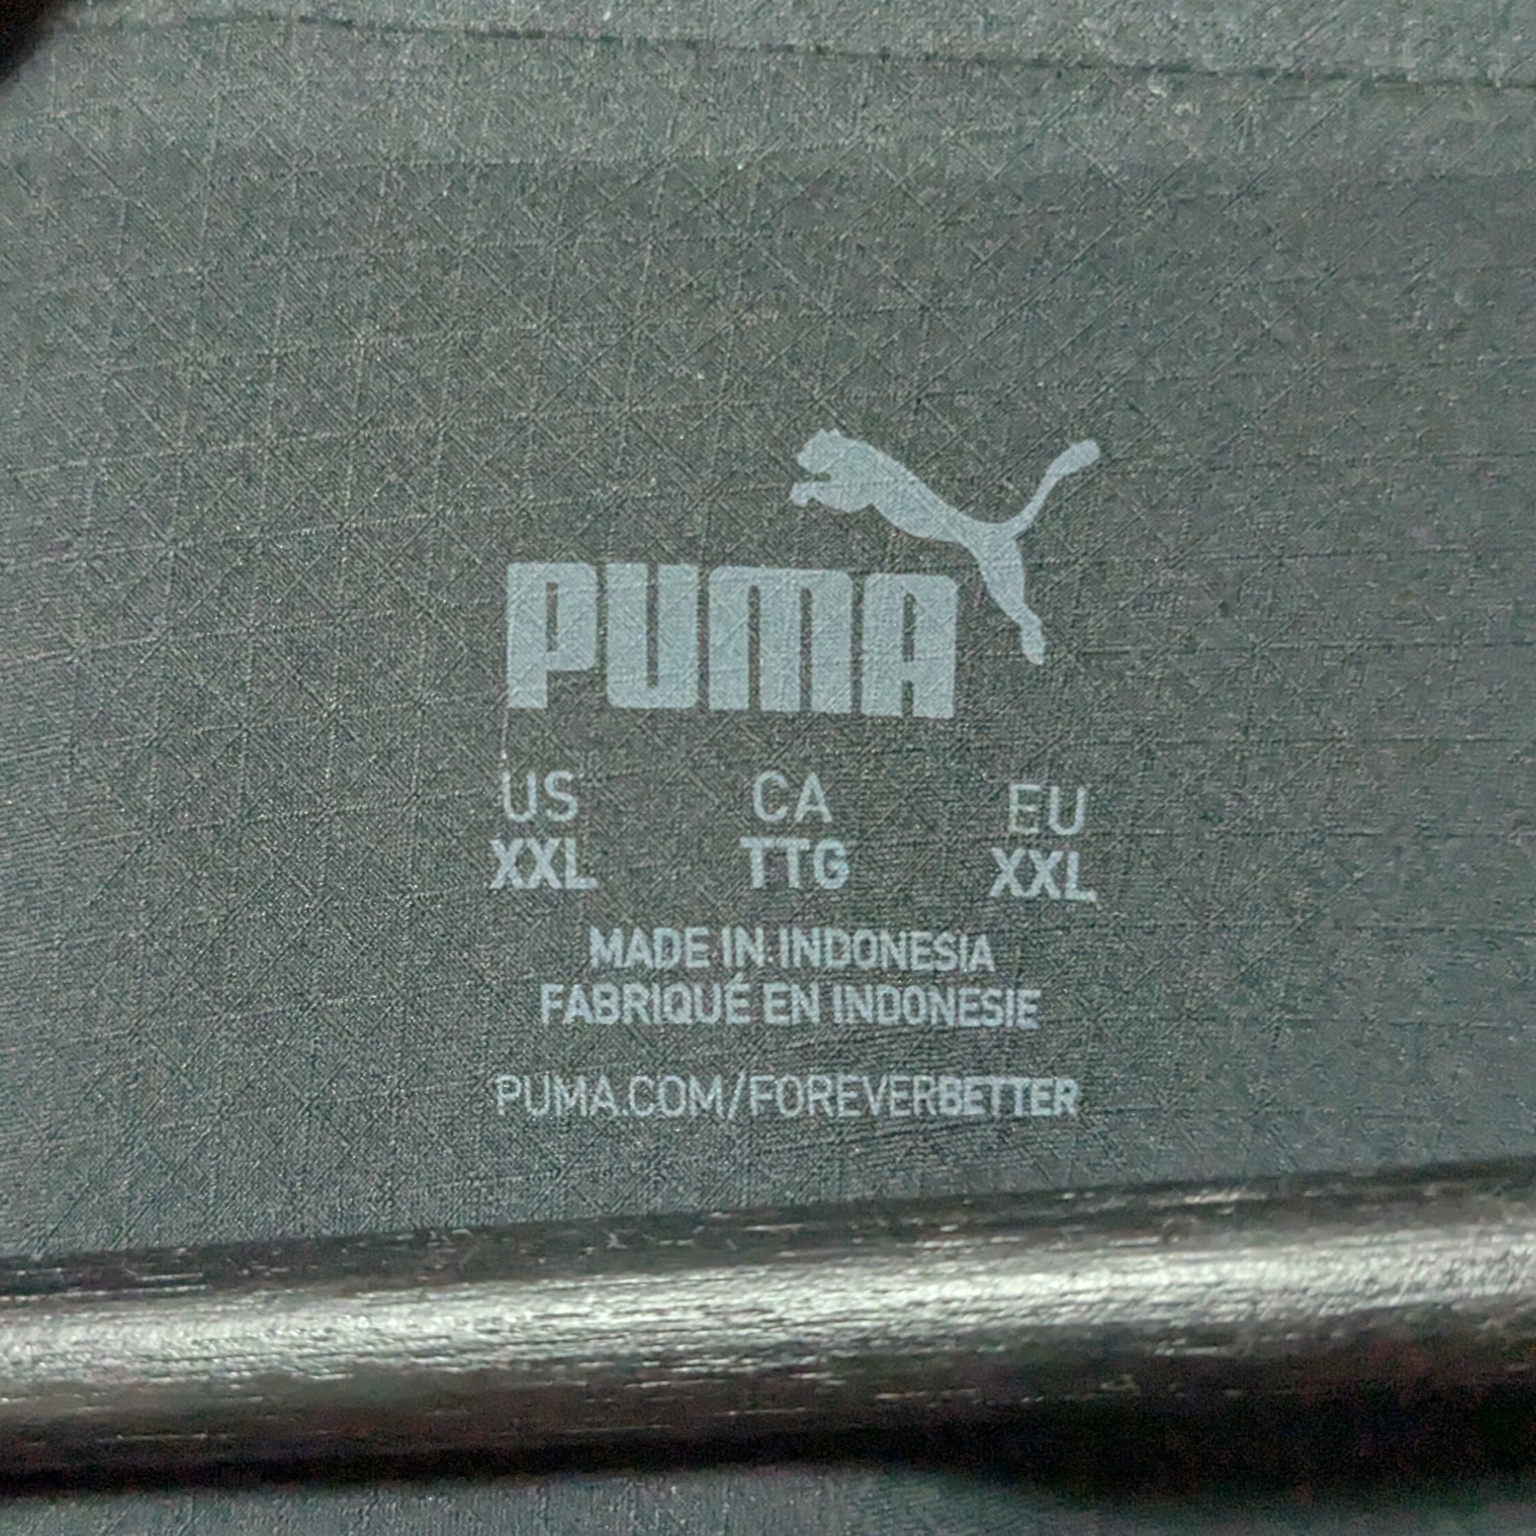 PUMA
US CA EU
XXL TTG XXL
MADE IN INDONESIA
FABRIQUÉ EN INDONESIE
PUMA.COM/FOREVERBETTER